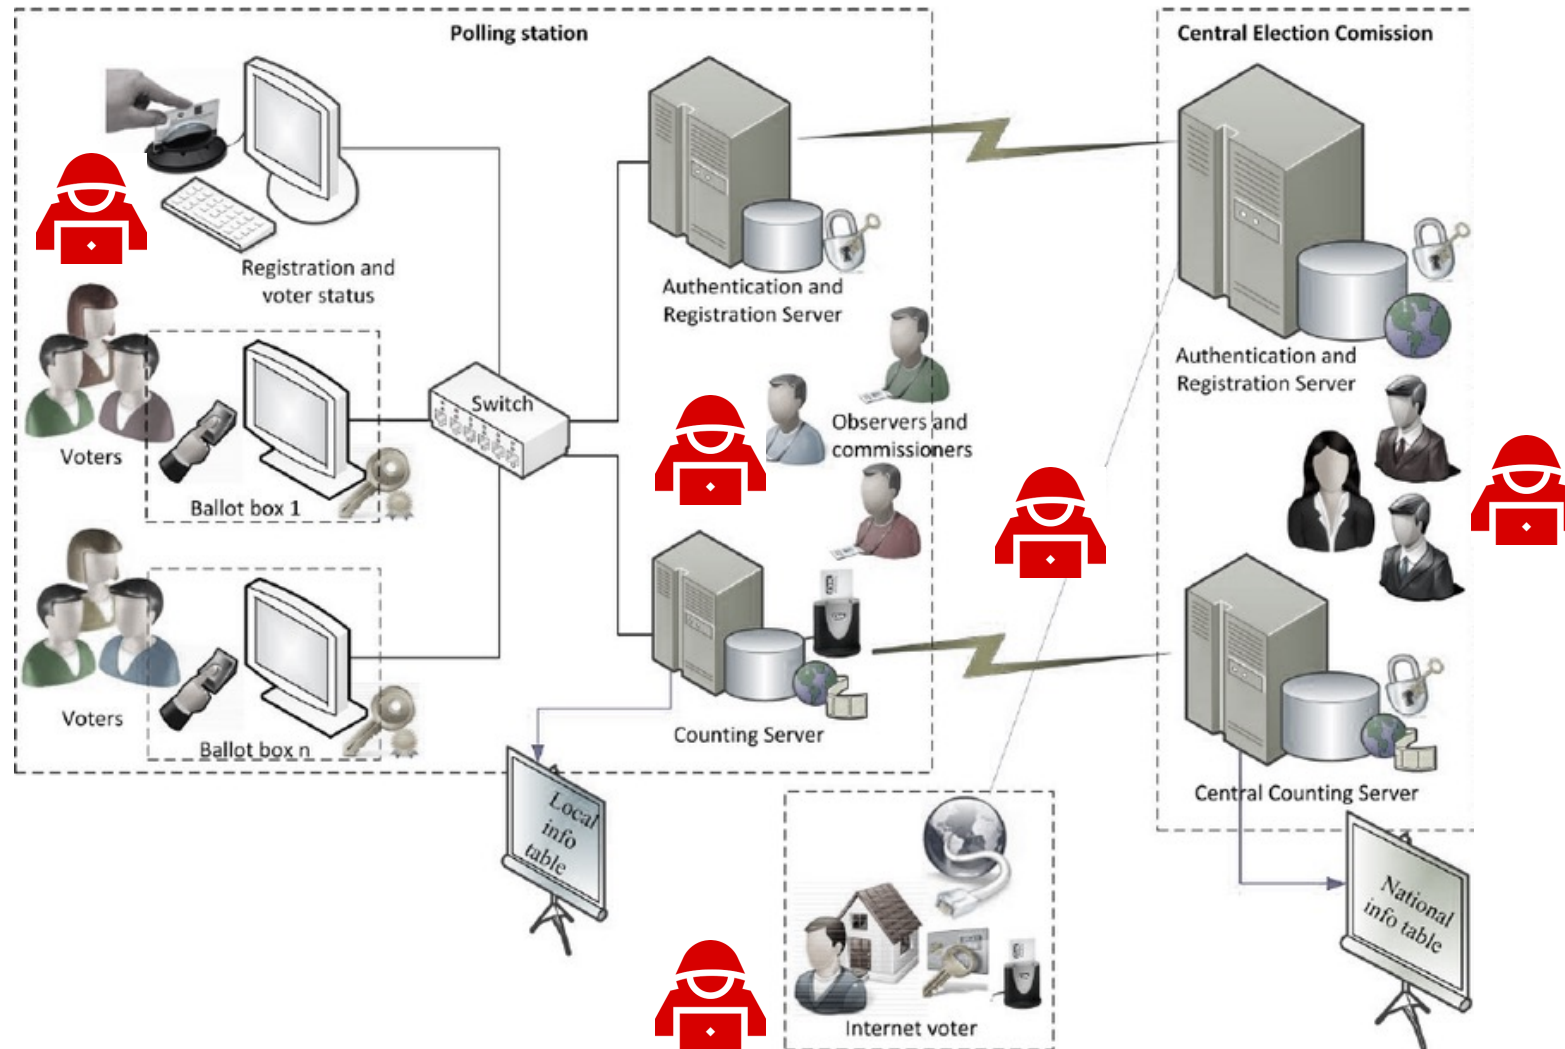 Polling station
Central Election Comission
Registration and
voter status
Authentication and
Registration Server
Authentication and
Registration Server
Switch
Observers and
commissioners
Voters
Ballot box 1
Voters
Ballot box n
Counting Server
Central Counting Server
Local
info
table
National
info table
Internet voter